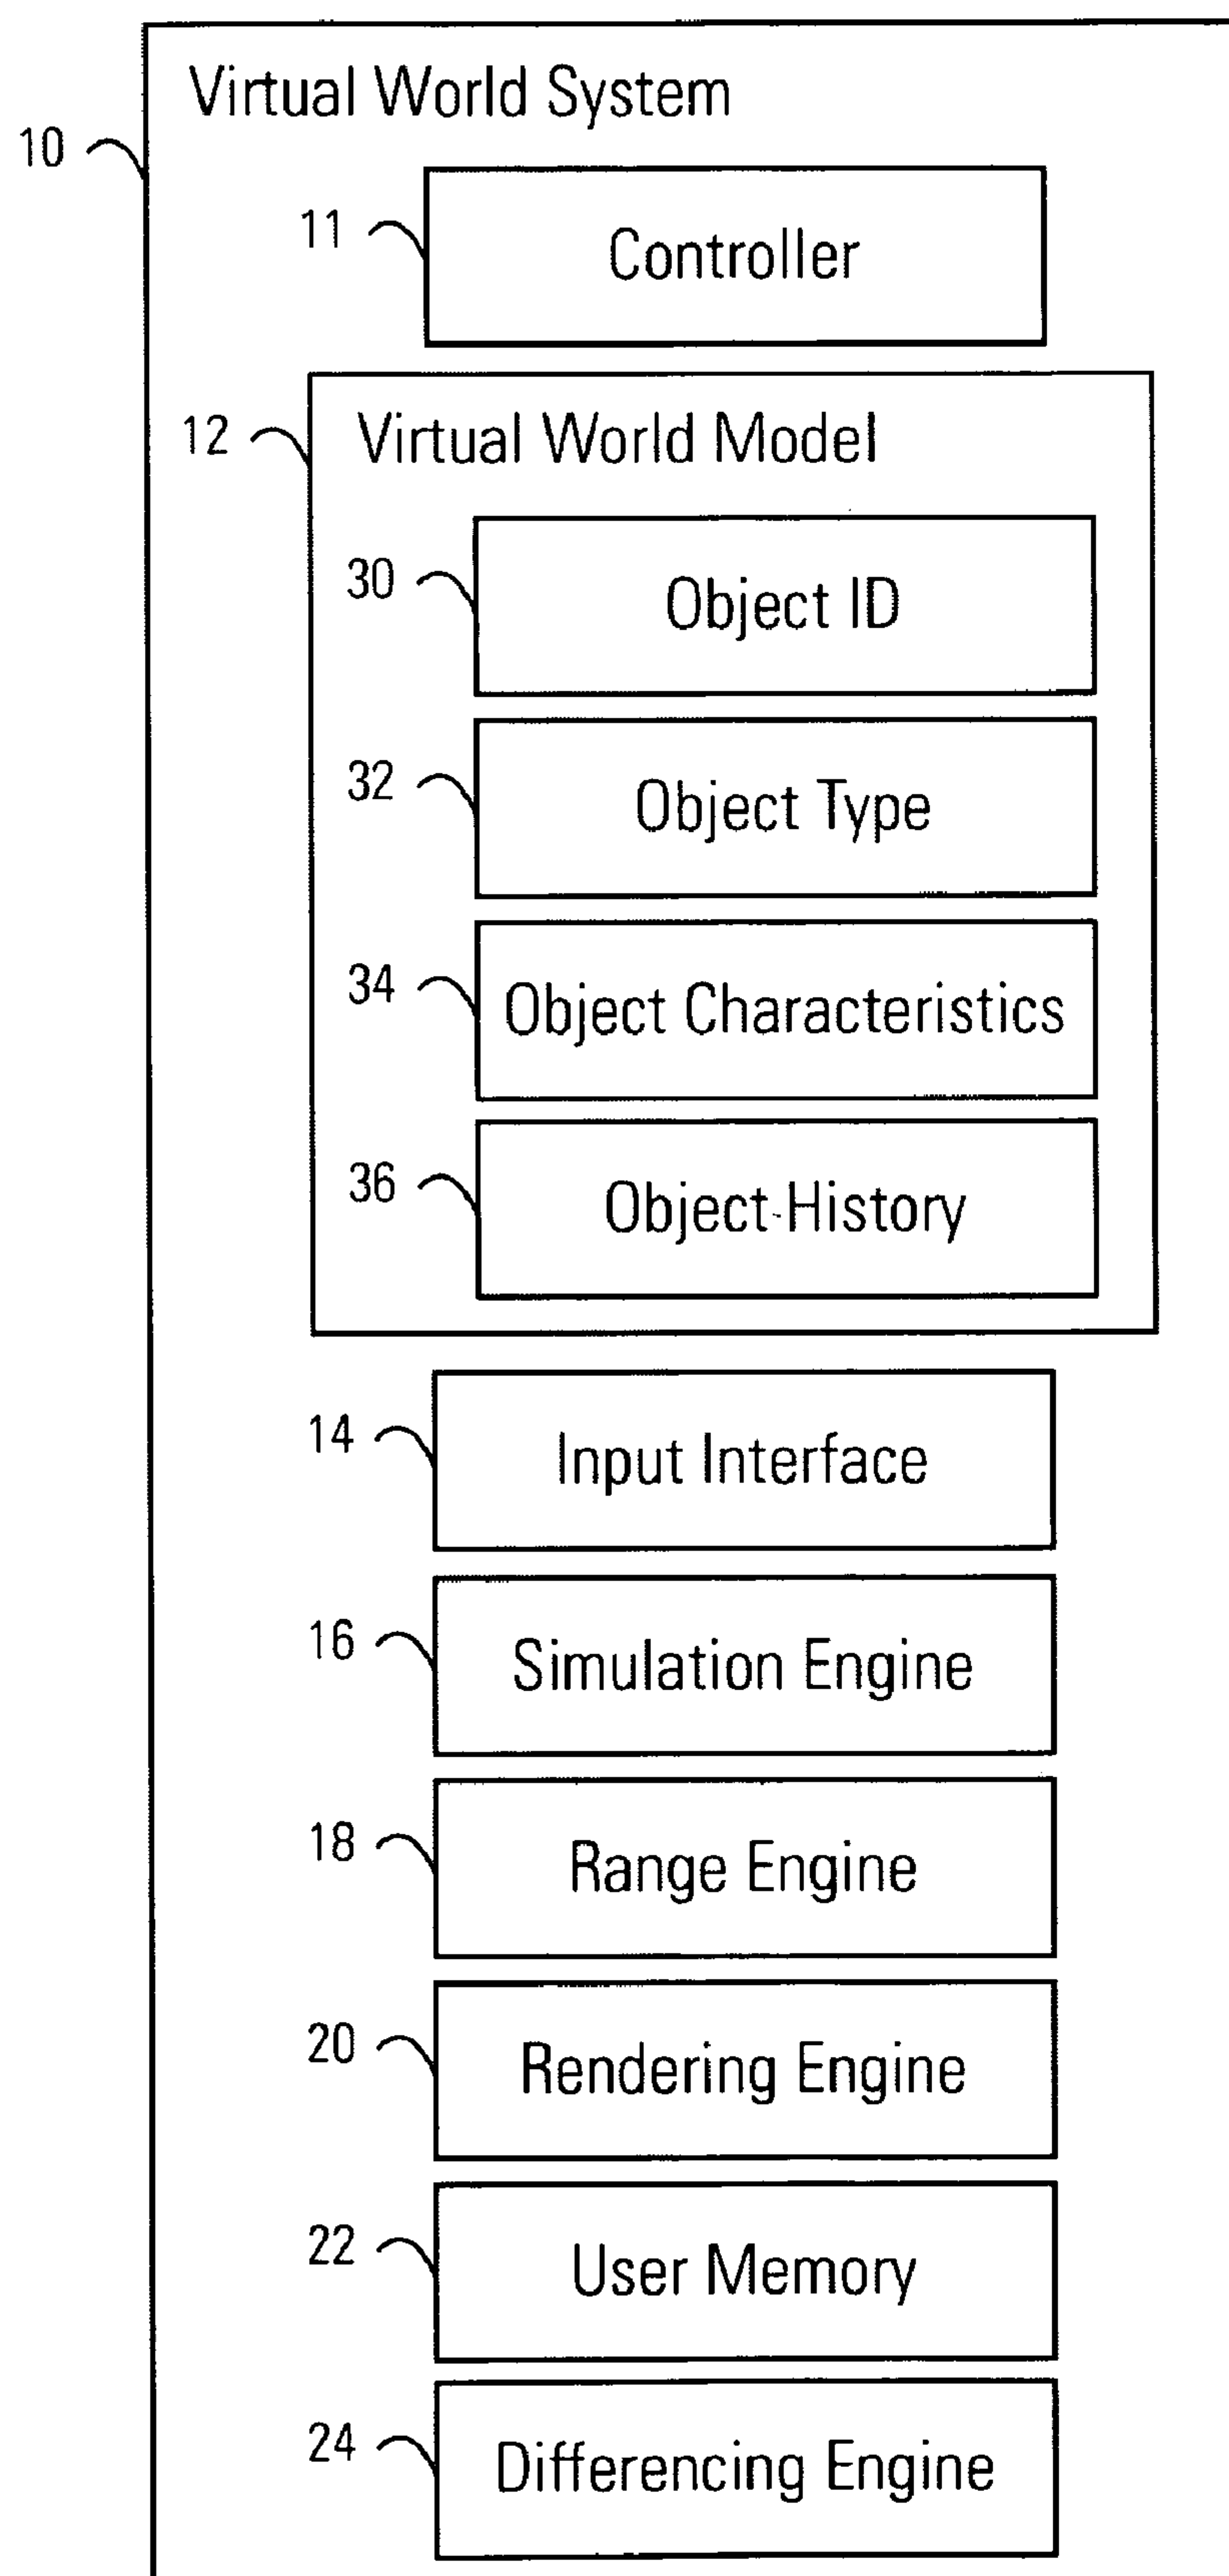 Virtual World System
10
11
Controller
12
Virtual World Model
30
Object ID
32
Object Type
34
Object Characteristics
36
Object History
14
Input Interface
16
Simulation Engine
18
Range Engine
20
Rendering Engine
22
User Memory
24
Differencing Engine